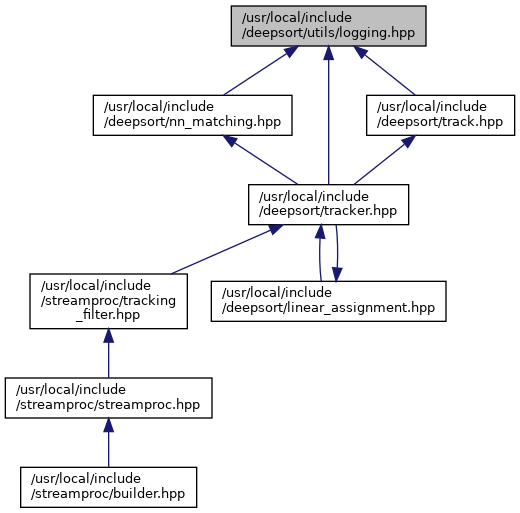 /usr/local/include
/deepsort/utils/logging.hpp
/usr/local/include
/deepsort/nn_matching.hpp
/usr/local/include
/deepsort/track.hpp
/usr/local/include
/deepsort/tracker.hpp
/usr/local/include
/streamproc/tracking
_filter.hpp
/usr/local/include
/deepsort/linear_assignment.hpp
/usr/local/include
/streamproc/streamproc.hpp
/usr/local/include
/streamproc/builder.hpp